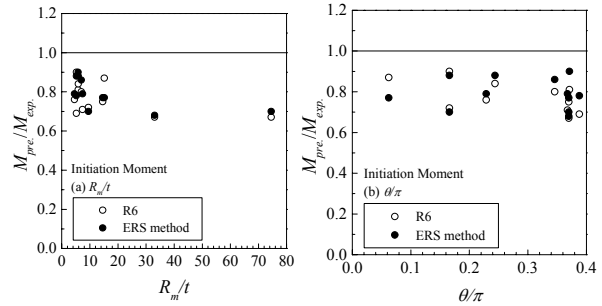 1.2
1.0
0.8
0.6
0.4
0.2
0.0
M_pre./M_exp.
Initiation Moment
(a) R_m/t
R6
ERS method
0 10 20 30 40 50 60 70 80
R_m/t
1.2
1.0
0.8
0.6
0.4
0.2
0.0
M_pre./M_exp.
Initiation Moment
(b) θ/π
R6
ERS method
0.0 0.1 0.2 0.3 0.4
θ/π